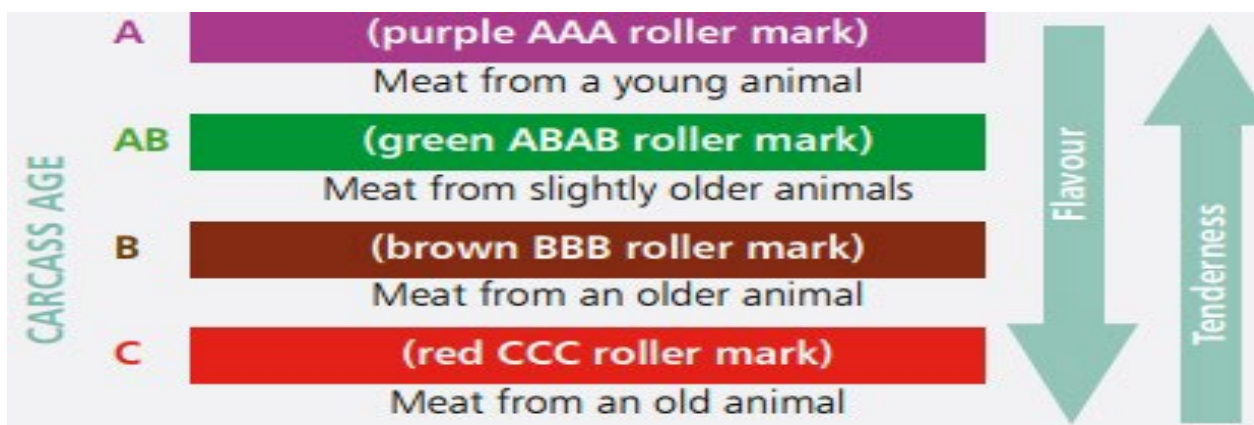 A (purple AAA roller mark)
Meat from a young animal
AB (green ABAB roller mark)
Meat from slightly older animals
B (brown BBB roller mark)
Meat from an older animal
C (red CCC roller mark)
Meat from an old animal
CARCASS AGE
Flavour
Tenderness